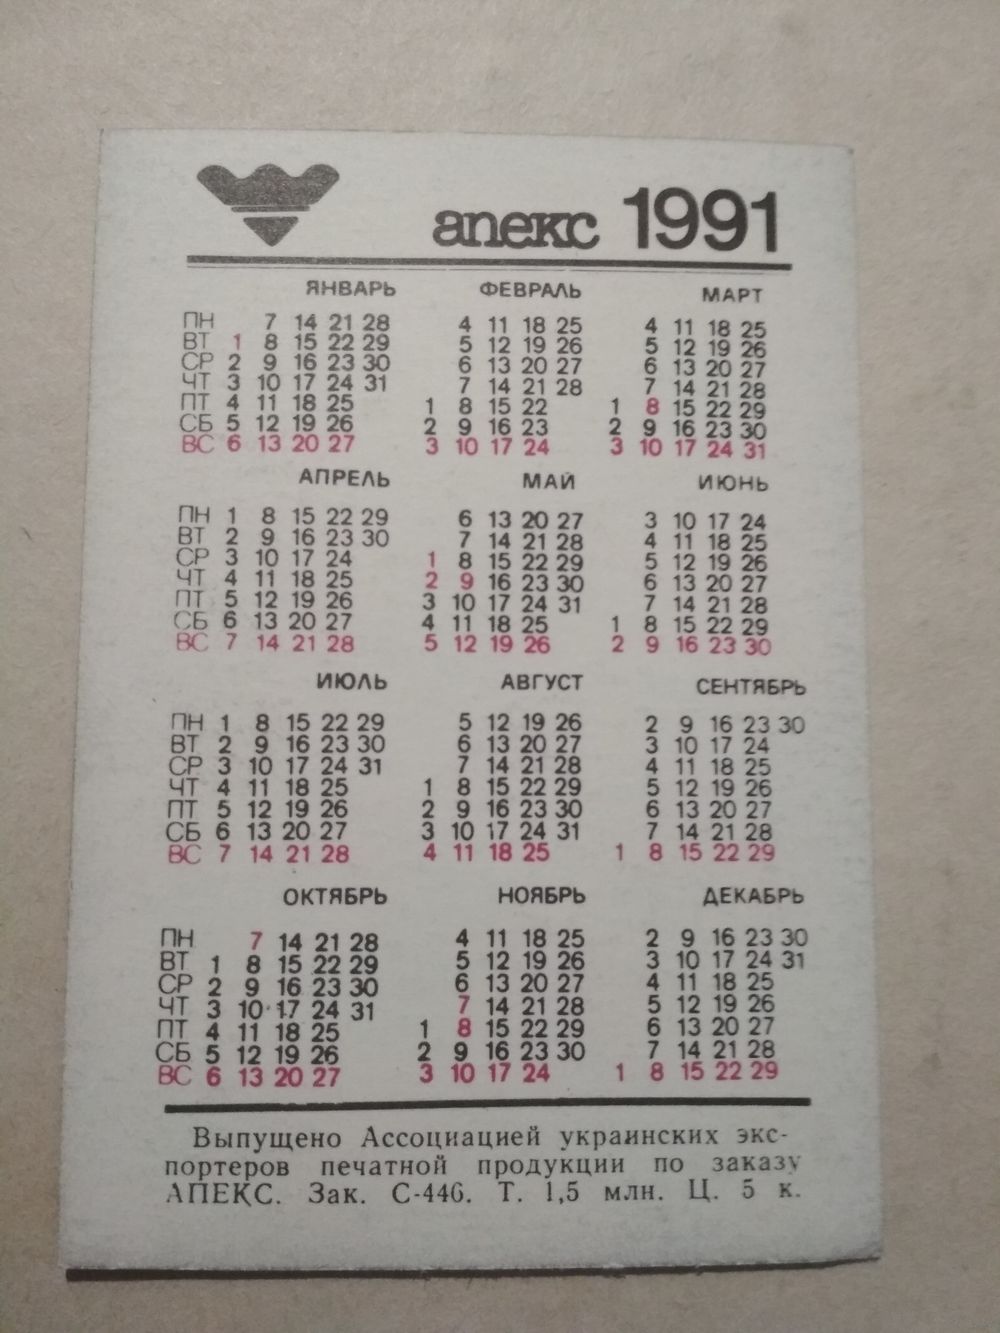 апекс 1991
ЯНВАРЬ ФЕВРАЛЬ МАРТ
ПН 7 14 21 28 4 11 18 25 4 11 18 25
ВТ 1 8 15 22 29 5 12 19 26 5 12 19 26
СР 2 9 16 23 30 6 13 20 27 6 13 20 27
ЧТ 3 10 17 24 31 7 14 21 28 7 14 21 28
ПТ 4 11 18 25 1 8 15 22 1 8 15 22 29
СБ 5 12 19 26 2 9 16 23 2 9 16 23 30
ВС 6 13 20 27 3 10 17 24 3 10 17 24 31
АПРЕЛЬ МАЙ ИЮНЬ
ПН 1 8 15 22 29 6 13 20 27 3 10 17 24
ВТ 2 9 16 23 30 7 14 21 28 4 11 18 25
СР 3 10 17 24 1 8 15 22 29 5 12 19 26
ЧТ 4 11 18 25 2 9 16 23 30 6 13 20 27
ПТ 5 12 19 26 3 10 17 24 31 7 14 21 28
СБ 6 13 20 27 4 11 18 25 1 8 15 22 29
ВС 7 14 21 28 5 12 19 26 2 9 16 23 30
ИЮЛЬ АВГУСТ СЕНТЯБРЬ
ПН 1 8 15 22 29 5 12 19 26 2 9 16 23 30
ВТ 2 9 16 23 30 6 13 20 27 3 10 17 24
СР 3 10 17 24 31 7 14 21 28 4 11 18 25
ЧТ 4 11 18 25 1 8 15 22 29 5 12 19 26
ПТ 5 12 19 26 2 9 16 23 30 6 13 20 27
СБ 6 13 20 27 3 10 17 24 31 7 14 21 28
ВС 7 14 21 28 4 11 18 25 1 8 15 22 29
ОКТЯБРЬ НОЯБРЬ ДЕКАБРЬ
ПН 7 14 21 28 4 11 18 25 2 9 16 23 30
ВТ 1 8 15 22 29 5 12 19 26 3 10 17 24 31
СР 2 9 16 23 30 6 13 20 27 4 11 18 25
ЧТ 3 10 17 24 31 7 14 21 28 5 12 19 26
ПТ 4 11 18 25 1 8 15 22 29 6 13 20 27
СБ 5 12 19 26 2 9 16 23 30 7 14 21 28
ВС 6 13 20 27 3 10 17 24 1 8 15 22 29
Выпущено Ассоциацией украинских экс-
портеров печатной продукции по заказу
АПЕКС. Зак. С-446. Т. 1,5 млн. Ц. 5 к.